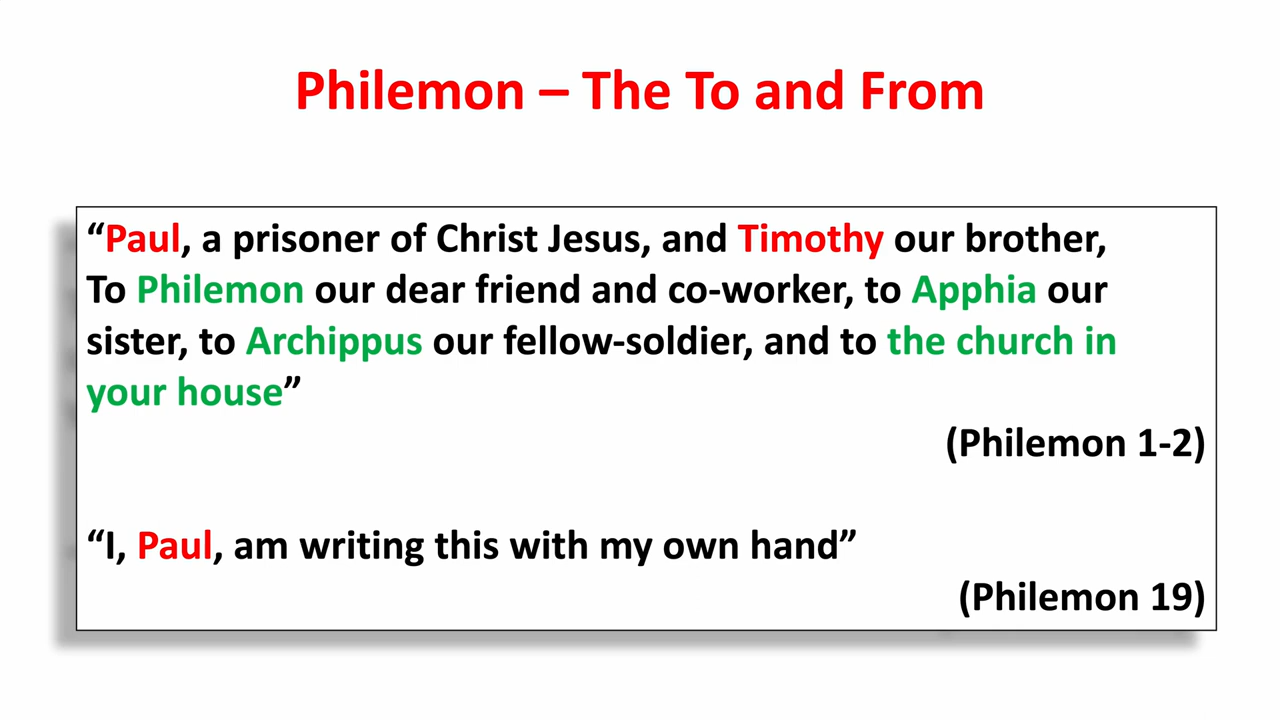 Philemon – The To and From
“Paul, a prisoner of Christ Jesus, and Timothy our brother,
To Philemon our dear friend and co-worker, to Apphia our
sister, to Archippus our fellow-soldier, and to the church in
your house”
(Philemon 1-2)
“I, Paul, am writing this with my own hand”
(Philemon 19)